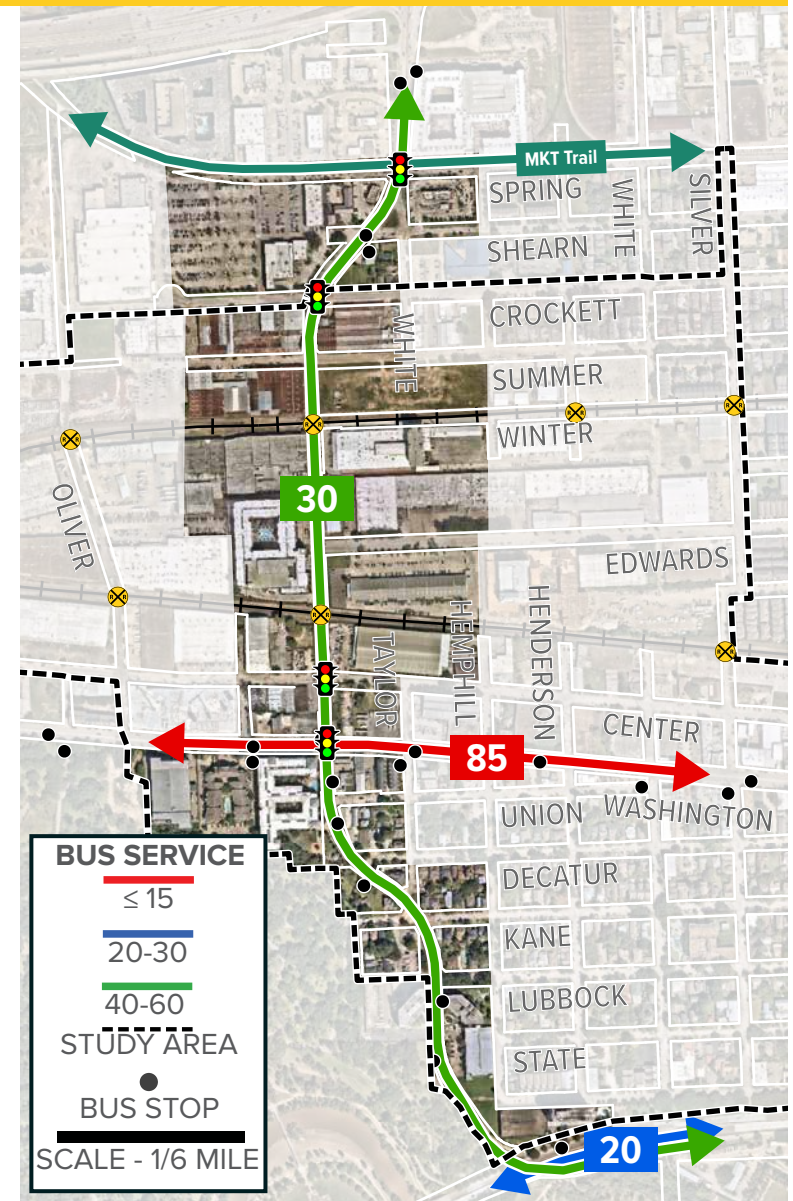 MKT Trail
SPRING
WHITE
SILVER
SHEARN
CROCKETT
WHITE
SUMMER
WINTER
30
OLIVER
EDWARDS
HENDERSON
HEMPHILL
TAYLOR
CENTER
85
UNION
WASHINGTON
DECATUR
KANE
LUBBOCK
STATE
20
BUS SERVICE
≤ 15
20-30
40-60
STUDY AREA
BUS STOP
SCALE - 1/6 MILE